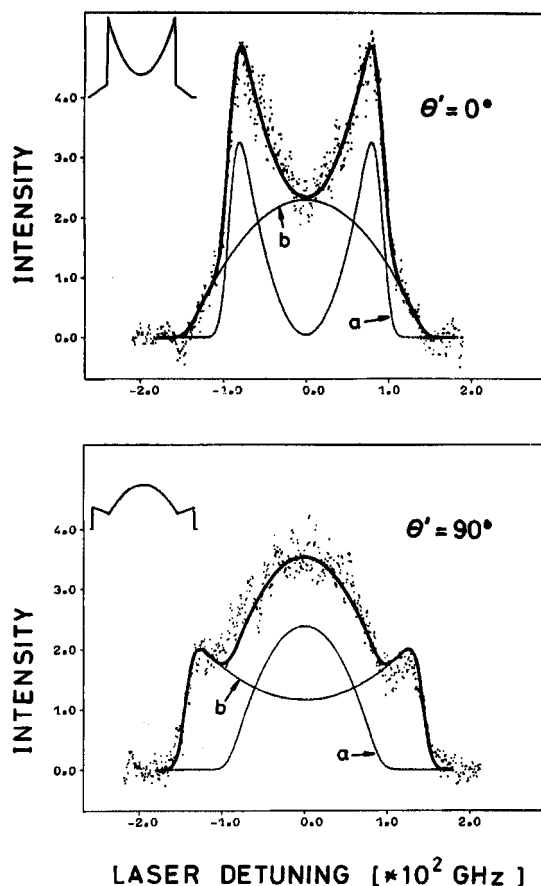 INTENSITY
4.0
3.0
2.0
1.0
0.0
-2.0 -1.0 0.0 1.0 2.0
θ' = 0°
b
a
INTENSITY
4.0
3.0
2.0
1.0
0.0
-2.0 -1.0 0.0 1.0 2.0
θ' = 90°
b
a
LASER DETUNING [*10² GHz]